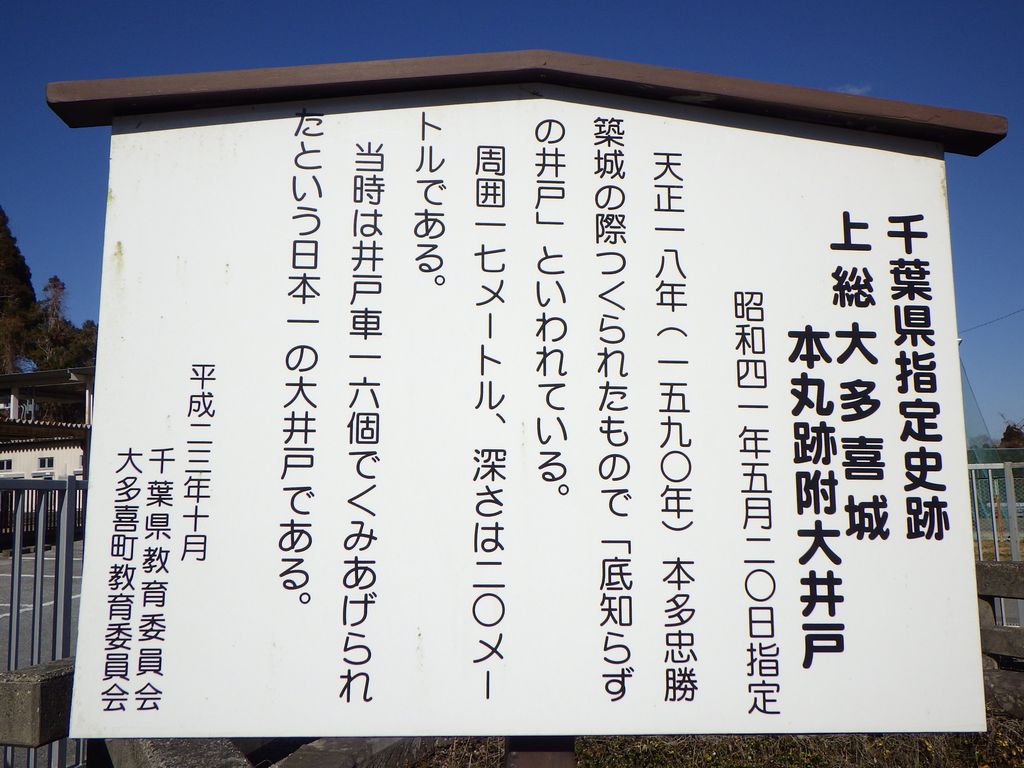 千葉県指定史跡
上総大多喜城
本丸跡附大井戸
昭和四一年五月二〇日指定
天正一八年（一五九〇年）本多忠勝
築城の際つくられたもので「底知らず
の井戸」といわれている。
周囲一七メートル、深さは二〇メー
トルである。
当時は井戸車一六個でくみあげられ
たという日本一の大井戸である。
平成二三年十月
千葉県教育委員会
大多喜町教育委員会